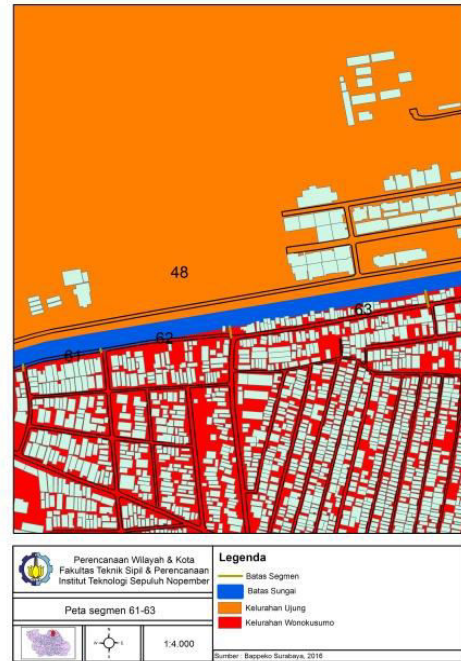 48
63
62
61
Perencanaan Wilayah & Kota
Fakultas Teknik Sipil & Perencanaan
Institut Teknologi Sepuluh Nopember
Peta segmen 61-63
1:4.000
Legenda
Batas Segmen
Batas Sungai
Kelurahan Ujung
Kelurahan Wonokusumo
Sumber : Bappeko Surabaya, 2016